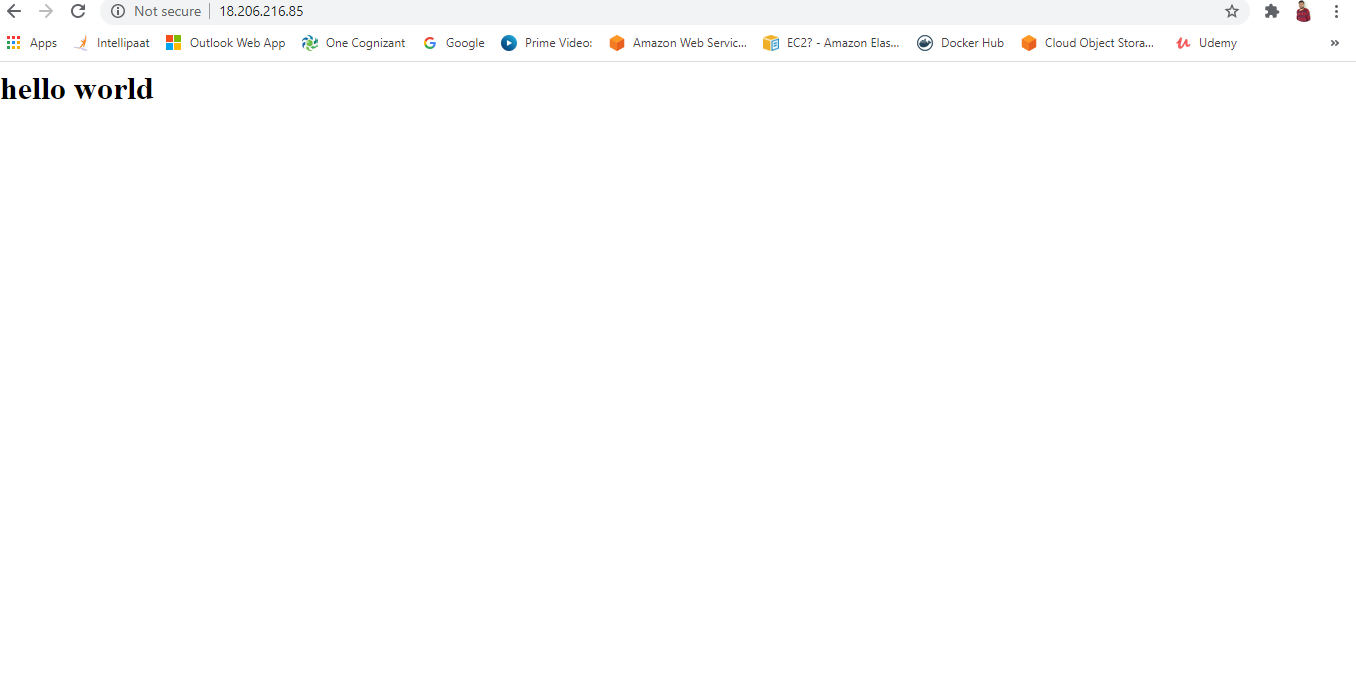 Not secure 18.206.216.85
Apps Intellipaat Outlook Web App One Cognizant Google Prime Video: Amazon Web Servic... EC2? - Amazon Elas... Docker Hub Cloud Object Stora... Udemy »
hello world